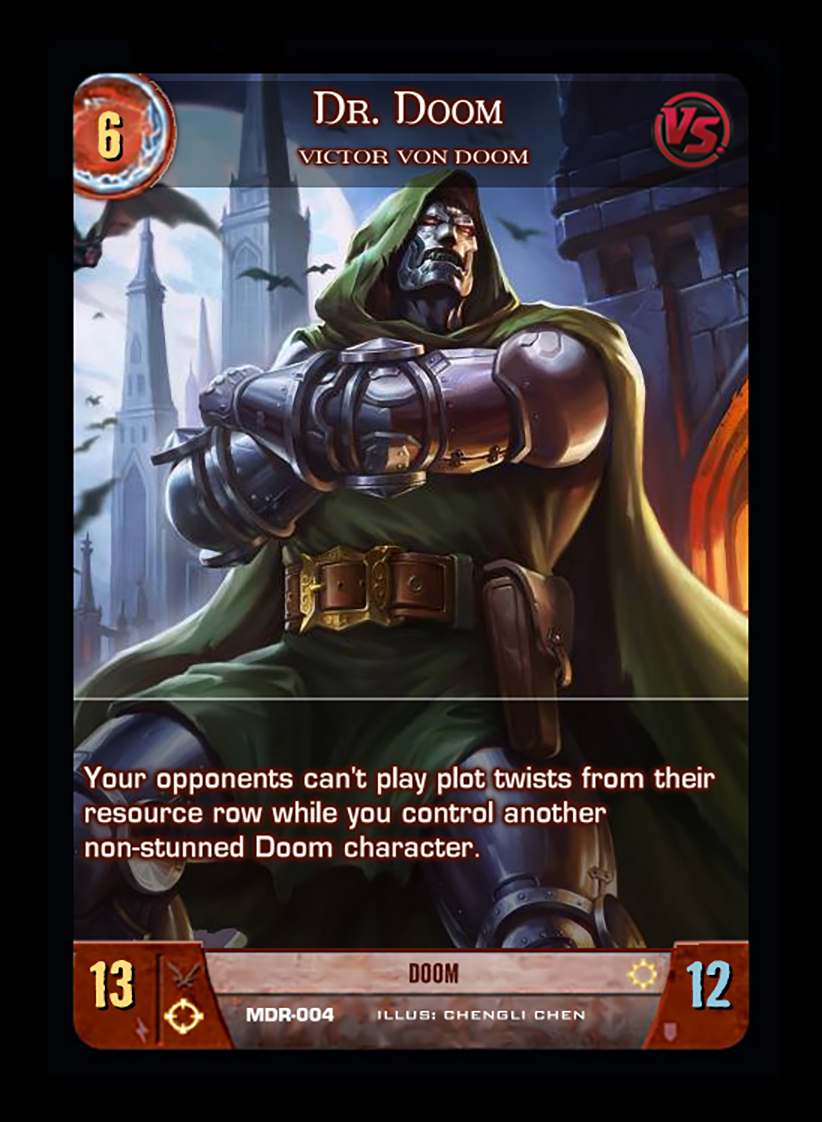 6
Dr. Doom
VS.
VICTOR VON DOOM
Your opponents can't play plot twists from their
resource row while you control another
non-stunned Doom character.
13
DOOM
12
MDR-004 ILLUS: CHENGLI CHEN